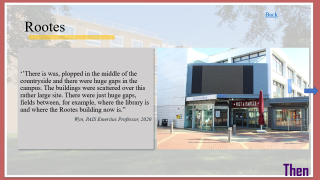 Back
Rootes
‘’There is was, plopped in the middle of the
countryside and there were huge gaps in the
campus. The buildings were scattered over this
rather large site. There were just huge gaps,
fields between, for example, where the library is
and where the Rootes building now is.”
Wyn, PAIS Emeritus Professor, 2020
Then